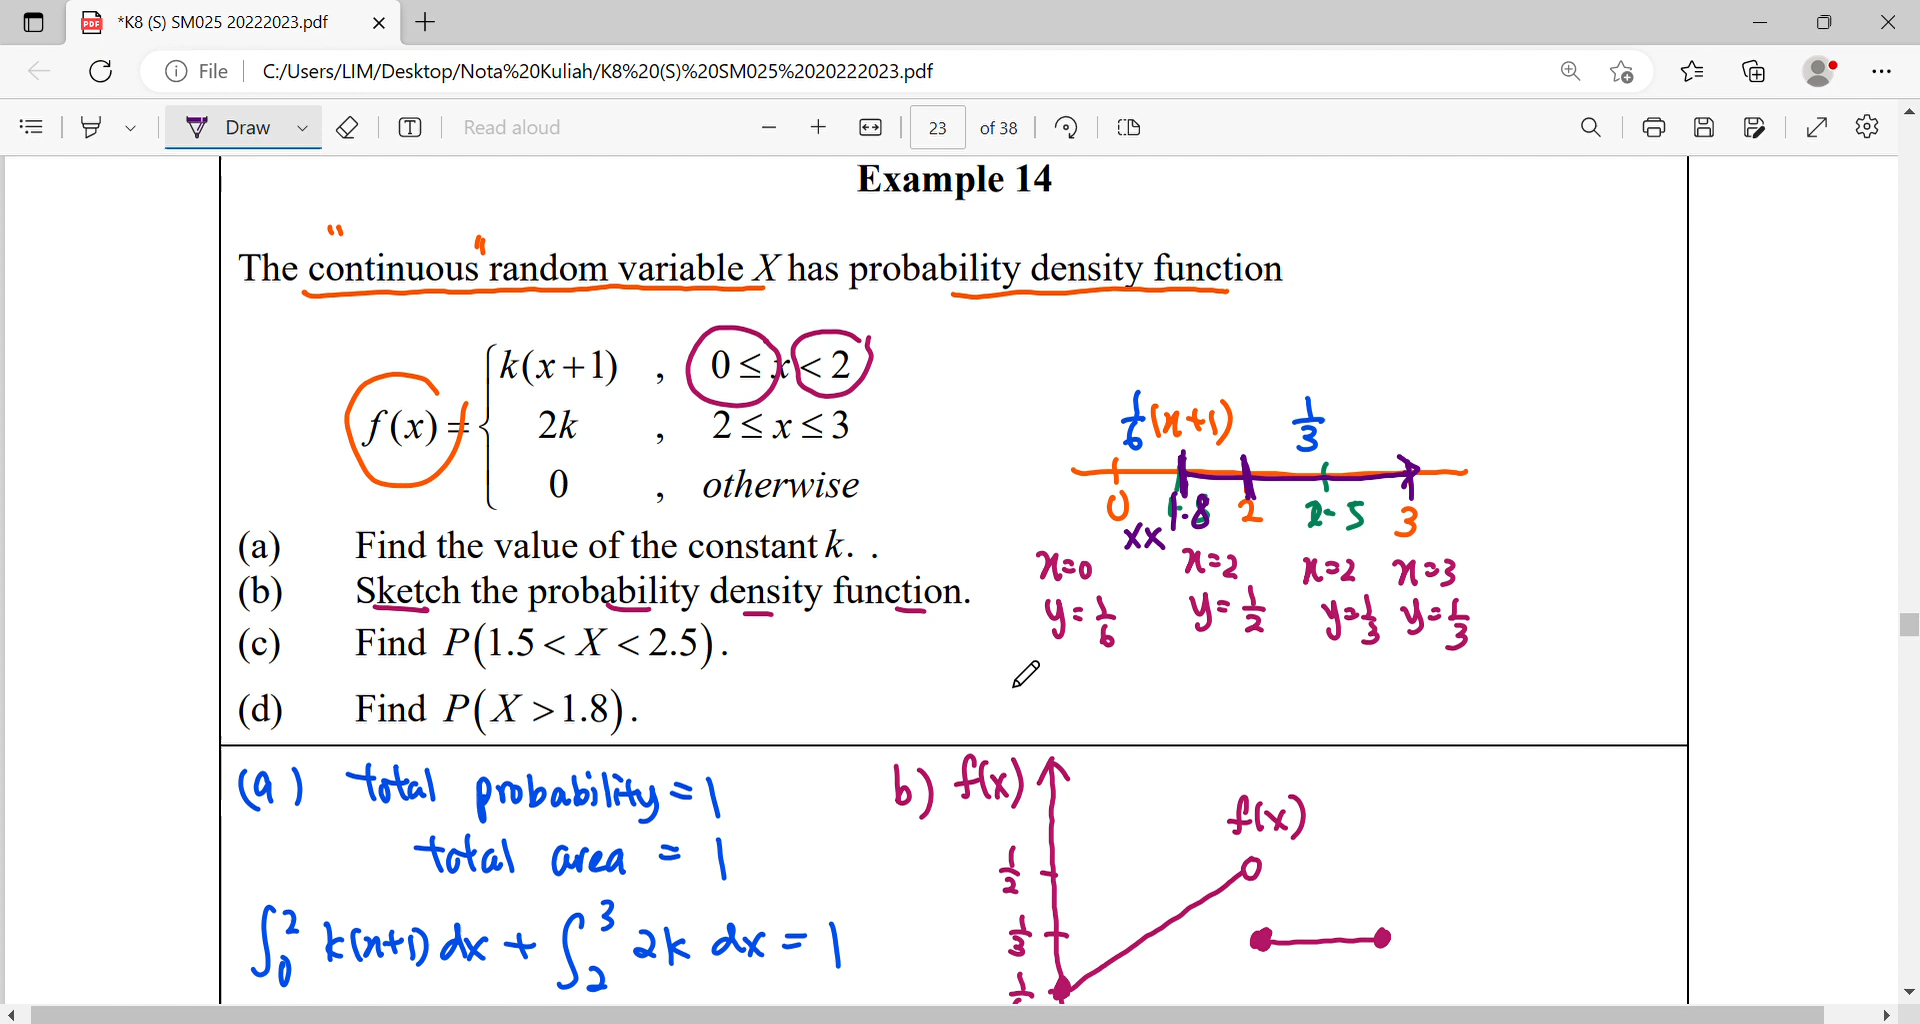 *K8 (S) SM025 20222023.pdf
File C:/Users/LIM/Desktop/Nota%20Kuliah/K8%20(S)%20SM025%2020222023.pdf
Draw Read aloud 23 of 38
Example 14
The continuous random variable X has probability density function
f(x) = { k(x+1) , 0 ≤ x < 2
2k , 2 ≤ x ≤ 3
0 , otherwise
1/6 (x+1) 1/3
0 1.8 2 2.5 3
xx
x=0 x=2 x=2 x=3
y=1/6 y=1/2 y=1/3 y=1/3
(a) Find the value of the constant k. .
(b) Sketch the probability density function.
(c) Find P(1.5 < X < 2.5).
(d) Find P(X > 1.8).
(a) total probability = 1
total area = 1
∫₀² k(x+1) dx + ∫₂³ 2k dx = 1
b) f(x)
f(x)
1/2
1/3